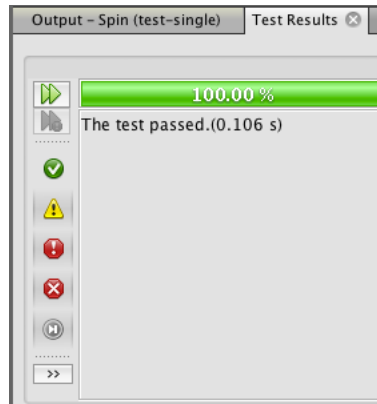 Output – Spin (test–single)
Test Results
100.00 %
The test passed.(0.106 s)
>>